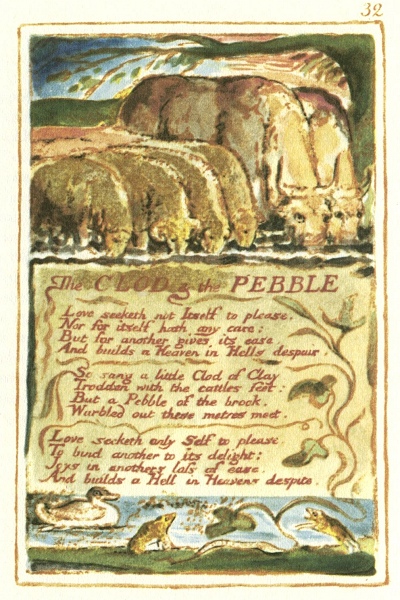 32
The CLOD & the PEBBLE
Love seeketh not Itself to please,
Nor for itself hath any care;
But for another gives its ease,
And builds a Heaven in Hells despair.
So sang a little Clod of Clay
Trodden with the cattles feet:
But a Pebble of the brook,
Warbled out these metres meet.
Love seeketh only Self to please,
To bind another to its delight;
Joys in anothers loss of ease,
And builds a Hell in Heavens despite.